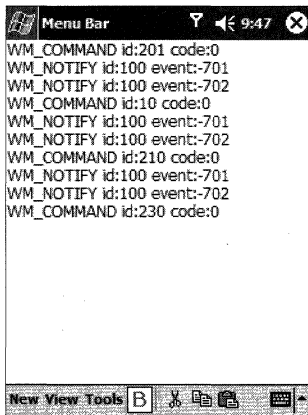 Menu Bar 9:47
WM_COMMAND id:201 code:0
WM_NOTIFY id:100 event:-701
WM_NOTIFY id:100 event:-702
WM_COMMAND id:10 code:0
WM_NOTIFY id:100 event:-701
WM_NOTIFY id:100 event:-702
WM_COMMAND id:210 code:0
WM_NOTIFY id:100 event:-701
WM_NOTIFY id:100 event:-702
WM_COMMAND id:230 code:0
New View Tools B